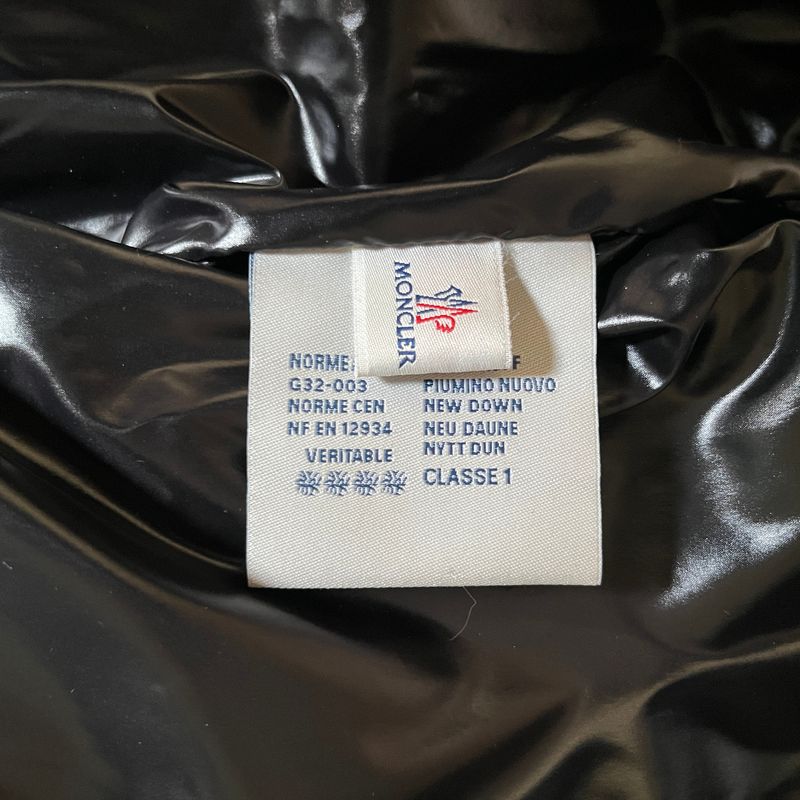 MONCLER
NORME
G32-003
NORME CEN
NF EN 12934
VERITABLE
F
PIUMINO NUOVO
NEW DOWN
NEU DAUNE
NYTT DUN
CLASSE 1